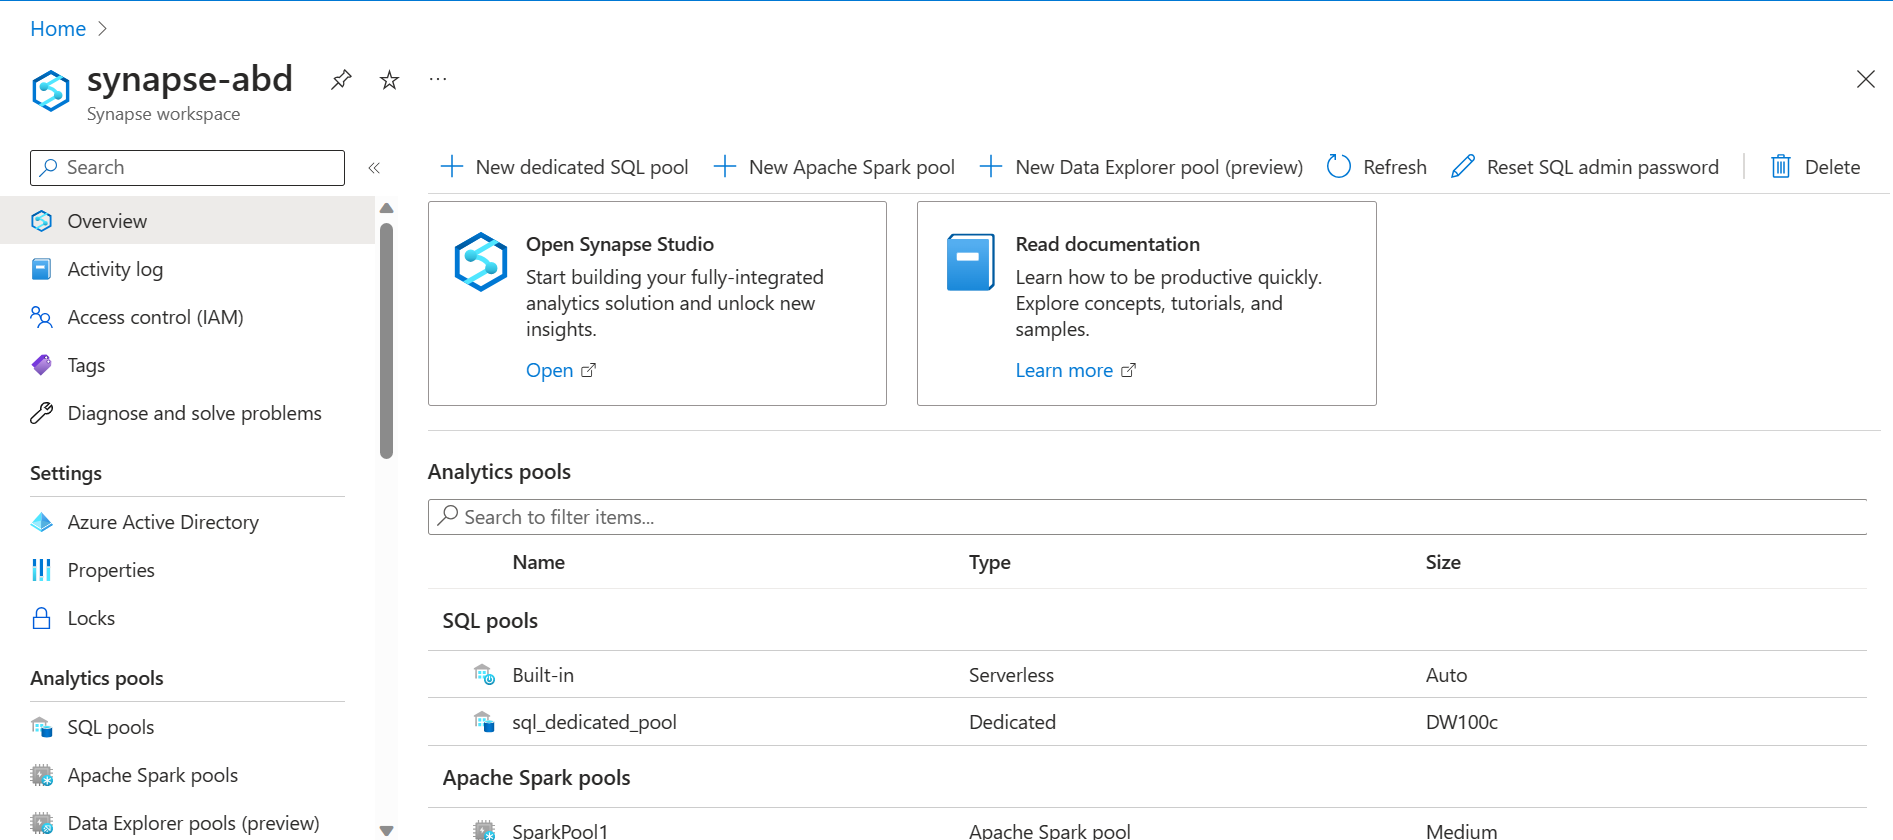 Home
synapse-abd
Synapse workspace
Search
Overview
Activity log
Access control (IAM)
Tags
Diagnose and solve problems
Settings
Azure Active Directory
Properties
Locks
Analytics pools
SQL pools
Apache Spark pools
Data Explorer pools (preview)
New dedicated SQL pool New Apache Spark pool New Data Explorer pool (preview) Refresh Reset SQL admin password Delete
Open Synapse Studio
Start building your fully-integrated
analytics solution and unlock new
insights.
Open
Read documentation
Learn how to be productive quickly.
Explore concepts, tutorials, and
samples.
Learn more
Analytics pools
Search to filter items...
Name Type Size
SQL pools
Built-in Serverless Auto
sql_dedicated_pool Dedicated DW100c
Apache Spark pools
SparkPool1 Apache Spark pool Medium